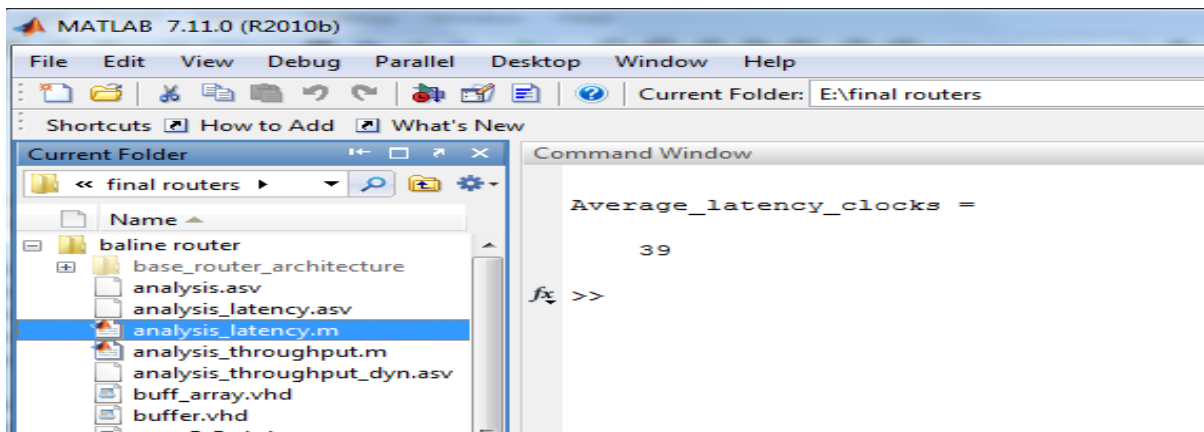 MATLAB 7.11.0 (R2010b)
File Edit View Debug Parallel Desktop Window Help
Current Folder: E:\final routers
Shortcuts How to Add What's New
Current Folder
« final routers
Name
baline router
base_router_architecture
analysis.asv
analysis_latency.asv
analysis_latency.m
analysis_throughput.m
analysis_throughput_dyn.asv
buff_array.vhd
buffer.vhd
Command Window
Average_latency_clocks =
39
fx >>